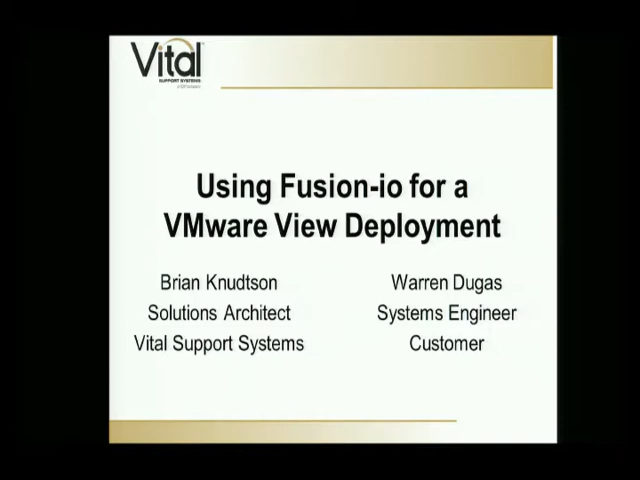 Vital
SUPPORT SYSTEMS
Using Fusion-io for a
VMware View Deployment
Brian Knudtson
Solutions Architect
Vital Support Systems
Warren Dugas
Systems Engineer
Customer